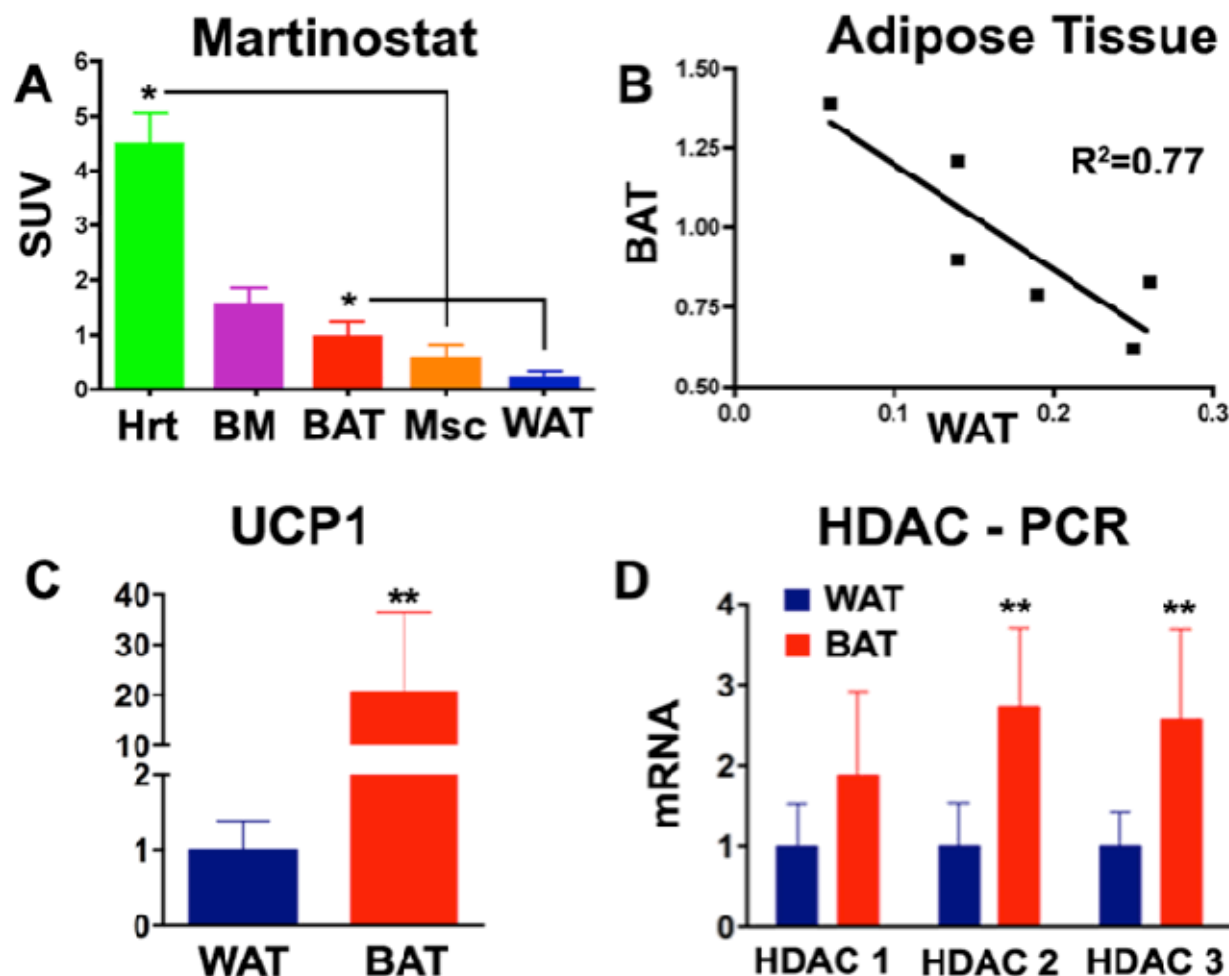 Martinostat
A
*
*
SUV
6
5
4
3
2
1
0
Hrt BM BAT Msc WAT
Adipose Tissue
B
R²=0.77
BAT
1.50
1.25
1.00
0.75
0.50
0.0 0.1 0.2 0.3
WAT
UCP1
C
**
40
30
20
10
2
1
0
WAT BAT
HDAC - PCR
D
WAT
BAT
** **
mRNA
4
3
2
1
0
HDAC 1 HDAC 2 HDAC 3